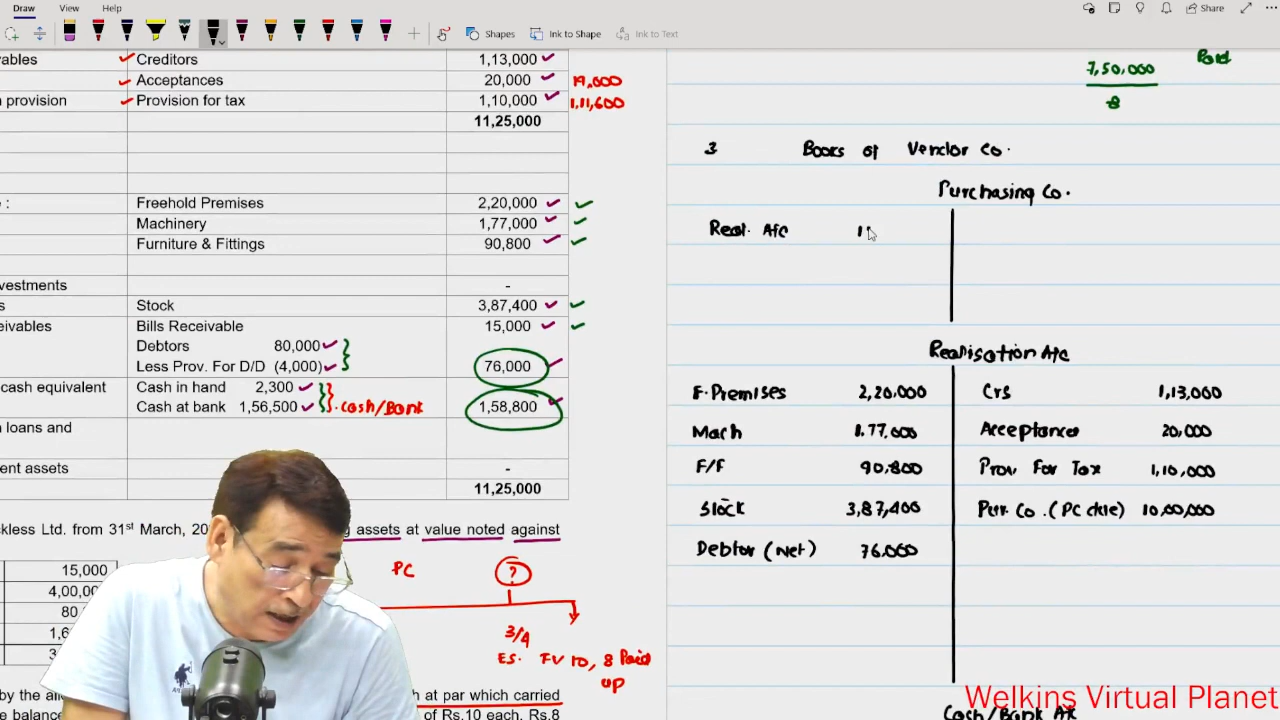 Draw View Help
Share
Shapes Ink to Shape Ink to Text
vables Creditors 1,13,000
Acceptances 20,000 19,000
n provision Provision for tax 1,10,000 1,11,600
11,25,000
e : Freehold Premises 2,20,000
Machinery 1,77,000
Furniture & Fittings 90,800
vestments -
s Stock 3,87,400
eivables Bills Receivable 15,000
Debtors 80,000
Less Prov. For D/D (4,000) 76,000
cash equivalent Cash in hand 2,300
Cash at bank 1,56,500 Cash/Bank 1,58,800
n loans and
ent assets -
11,25,000
ckless Ltd. from 31st March, 20 assets at value noted against
15,000
4,00,00
80,
1,6
3,
PC ?
3/4
ES. FV 10, 8 Paid
up
by the all h at par which carried
e balance of Rs.10 each, Rs.8
7,50,000 Paid
8
3 Books of Vendor Co.
Purchasing Co.
Real. A/c 1
Realisation A/c
F. Premises 2,20,000 Crs 1,13,000
Mach 1,77,000 Acceptances 20,000
F/F 90,800 Prov. For Tax 1,10,000
Stock 3,87,400 Pur. Co. (PC due) 10,00,000
Debtor (Net) 76,000
Cash/Bank A/c
Welkins Virtual Planet